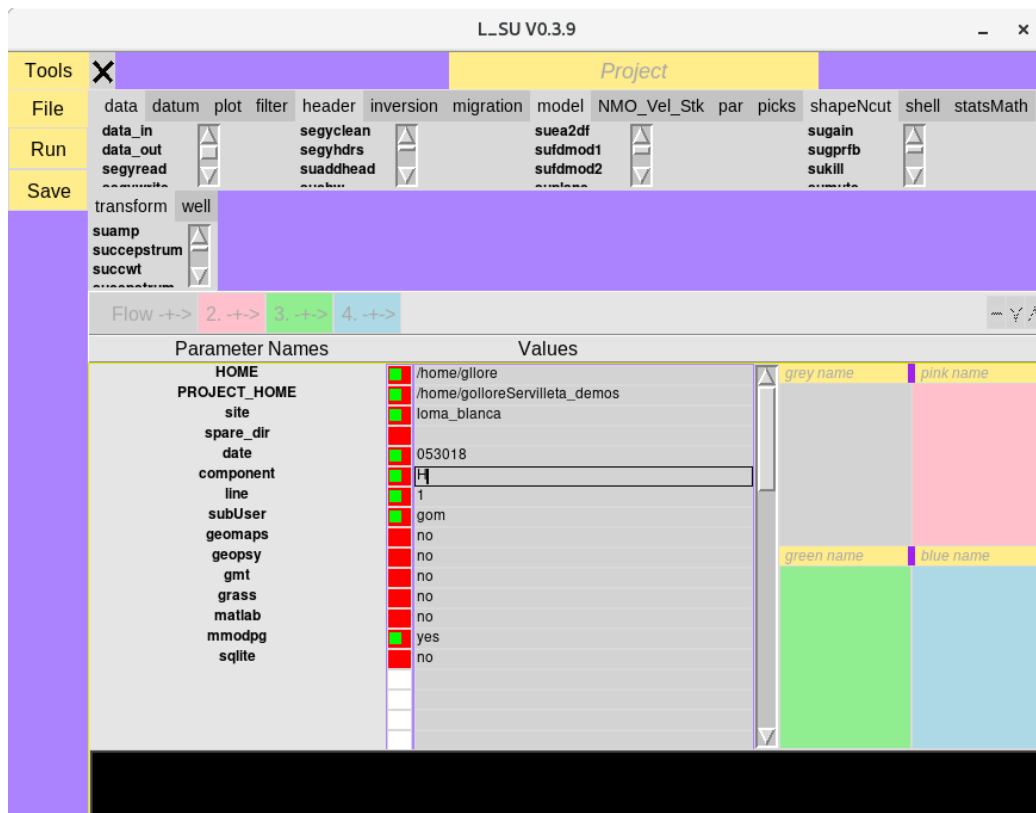 L_SU V0.3.9
Tools Project
File data datum plot filter header inversion migration model NMO_Vel_Stk par picks shapeNcut shell statsMath
data_in segyclean suea2df sugain
Run data_out segyhdrs sufdmod1 sugprfb
segyread suaddhead sufdmod2 sukill
Save
transform well
suamp
succepstrum
succwt
Flow -+-> 2. -+-> 3. -+-> 4. -+->
Parameter Names Values
HOME /home/gllore grey name pink name
PROJECT_HOME /home/golloreServilleta_demos
site loma_blanca
spare_dir
date 053018
component H
line 1
subUser gom
geomaps no
geopsy no green name blue name
gmt no
grass no
matlab no
mmodpg yes
sqlite no